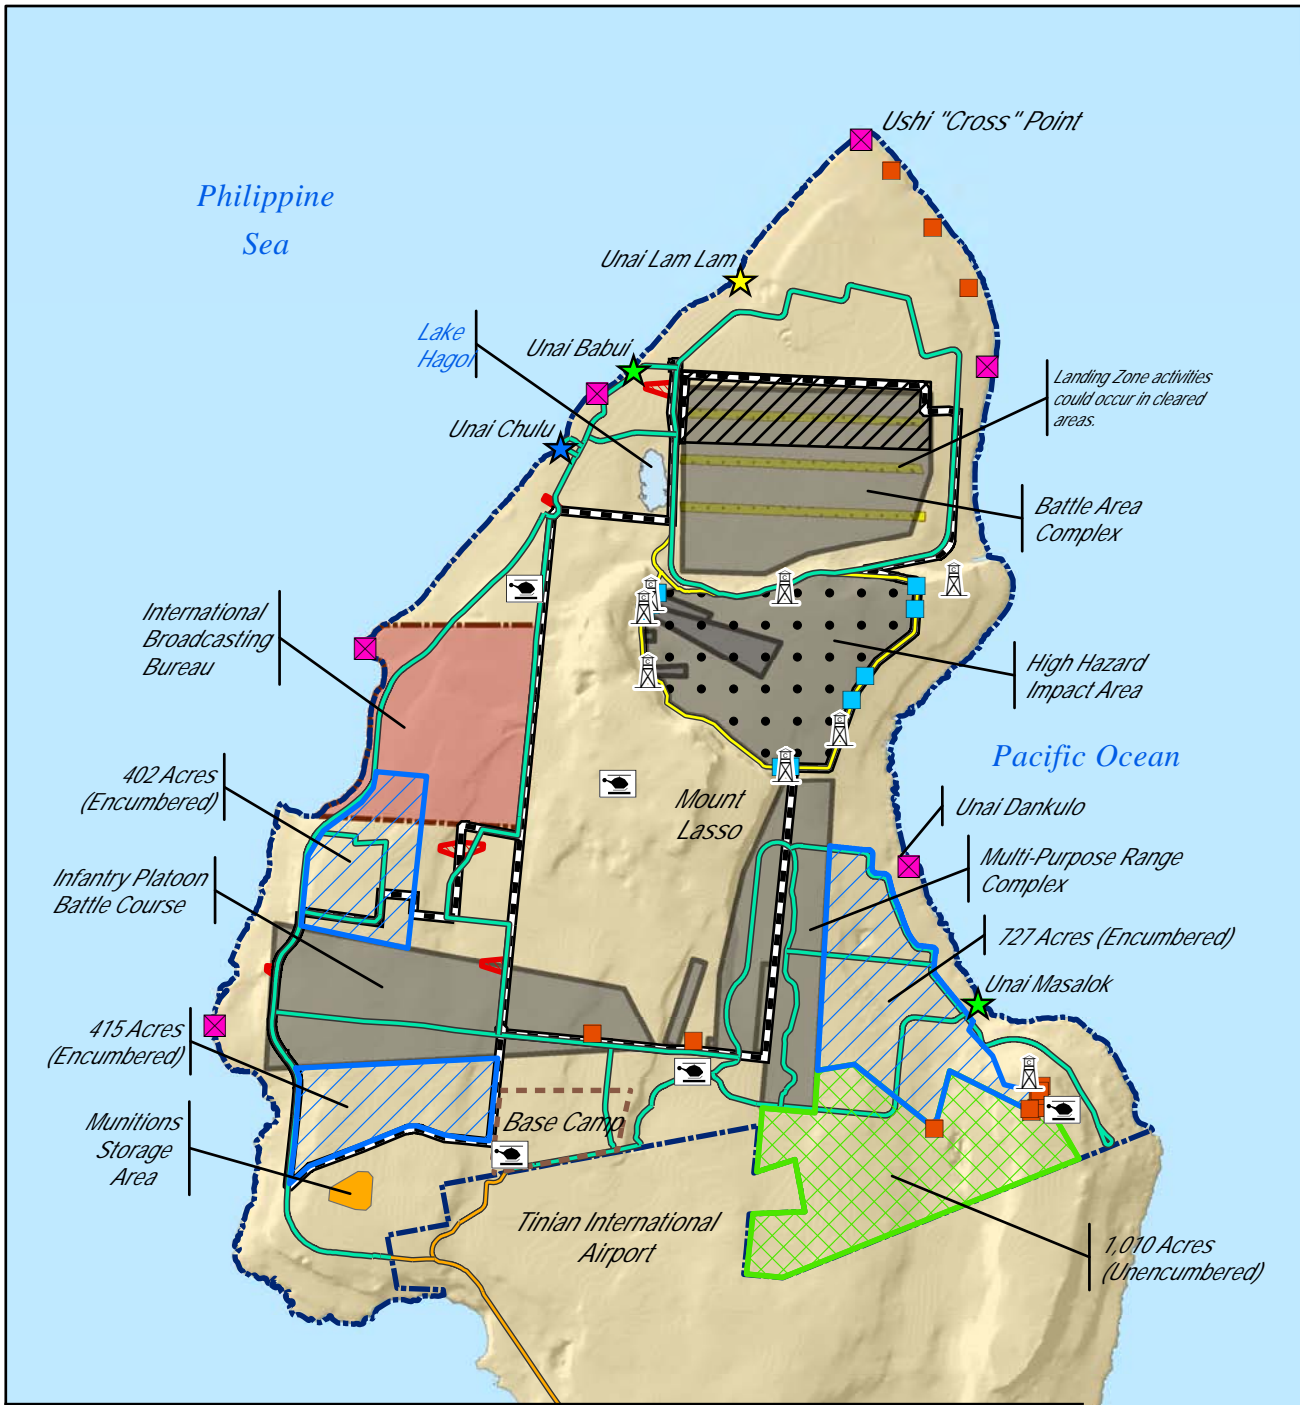 Ushi "Cross" Point
Philippine
Sea
Unai Lam Lam
Lake
Hagoi
Unai Babui
Landing Zone activities
could occur in cleared
areas.
Unai Chulu
Battle Area
Complex
International
Broadcasting
Bureau
High Hazard
Impact Area
Pacific Ocean
402 Acres
(Encumbered)
Mount
Lasso
Unai Dankulo
Multi-Purpose Range
Complex
Infantry Platoon
Battle Course
727 Acres (Encumbered)
Unai Masalok
415 Acres
(Encumbered)
Munitions
Storage
Area
Base Camp
Tinian International
Airport
1,010 Acres
(Unencumbered)